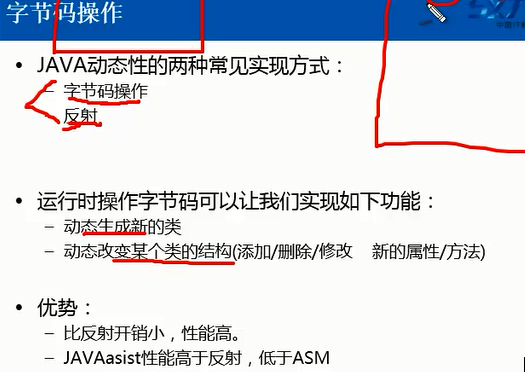 字节码操作
• JAVA动态性的两种常见实现方式：
– 字节码操作
– 反射
• 运行时操作字节码可以让我们实现如下功能：
– 动态生成新的类
– 动态改变某个类的结构(添加/删除/修改 新的属性/方法)
• 优势：
– 比反射开销小，性能高。
– JAVAasist性能高于反射，低于ASM